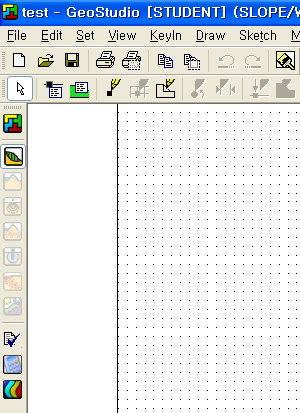 test - GeoStudio [STUDENT] (SLOPE/W
File Edit Set View KeyIn Draw Sketch M